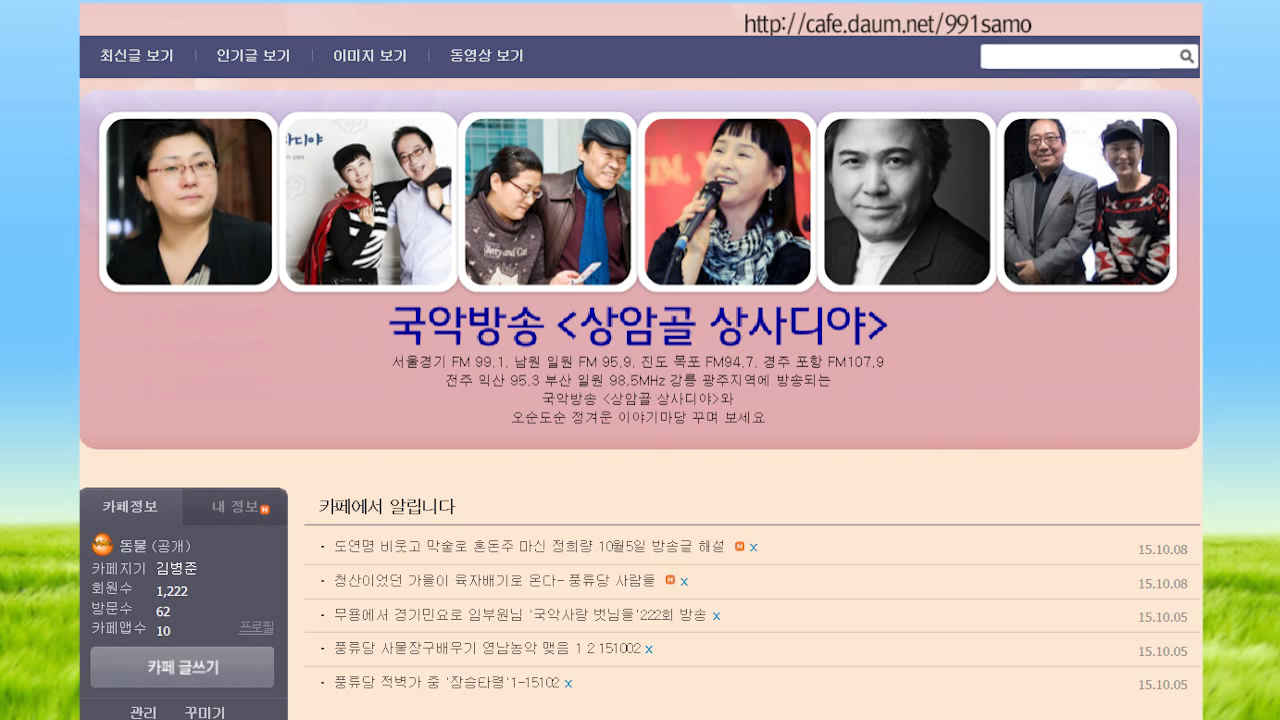 http://cafe.daum.net/991samo
최신글 보기 | 인기글 보기 | 이미지 보기 | 동영상 보기
사디야
KIM, Y
Berry and Cat
국악방송 <상암골 상사디야>
서울경기 FM 99.1, 남원 일원 FM 95.9, 진도 목포 FM94.7, 경주 포항 FM107.9
전주 익산 95.3 부산 일원 98.5MHz 강릉 광주지역에 방송되는
국악방송 <상암골 상사디야>와
오순도순 정겨운 이야기마당 꾸며 보세요
카페정보 내 정보 N
동물 (공개)
카페지기 김병준
회원수 1,222
방문수 62
카페앱수 10 프로필
카페 글쓰기
관리 꾸미기
카페에서 알립니다
· 도연명 비웃고 막술로 혼돈주 마신 정희량 10월5일 방송글 해설 N x 15.10.08
· 청산이었던 가을이 육자배기로 운다- 풍류당 사람들 N x 15.10.08
· 무용에서 경기민요로 임부원님 '국악사랑 벗님들'222회 방송 x 15.10.05
· 풍류당 사물장구배우기 영남농악 맺음 1 2 151002 x 15.10.05
· 풍류당 적벽가 중 '장승타령'1-15102 x 15.10.05